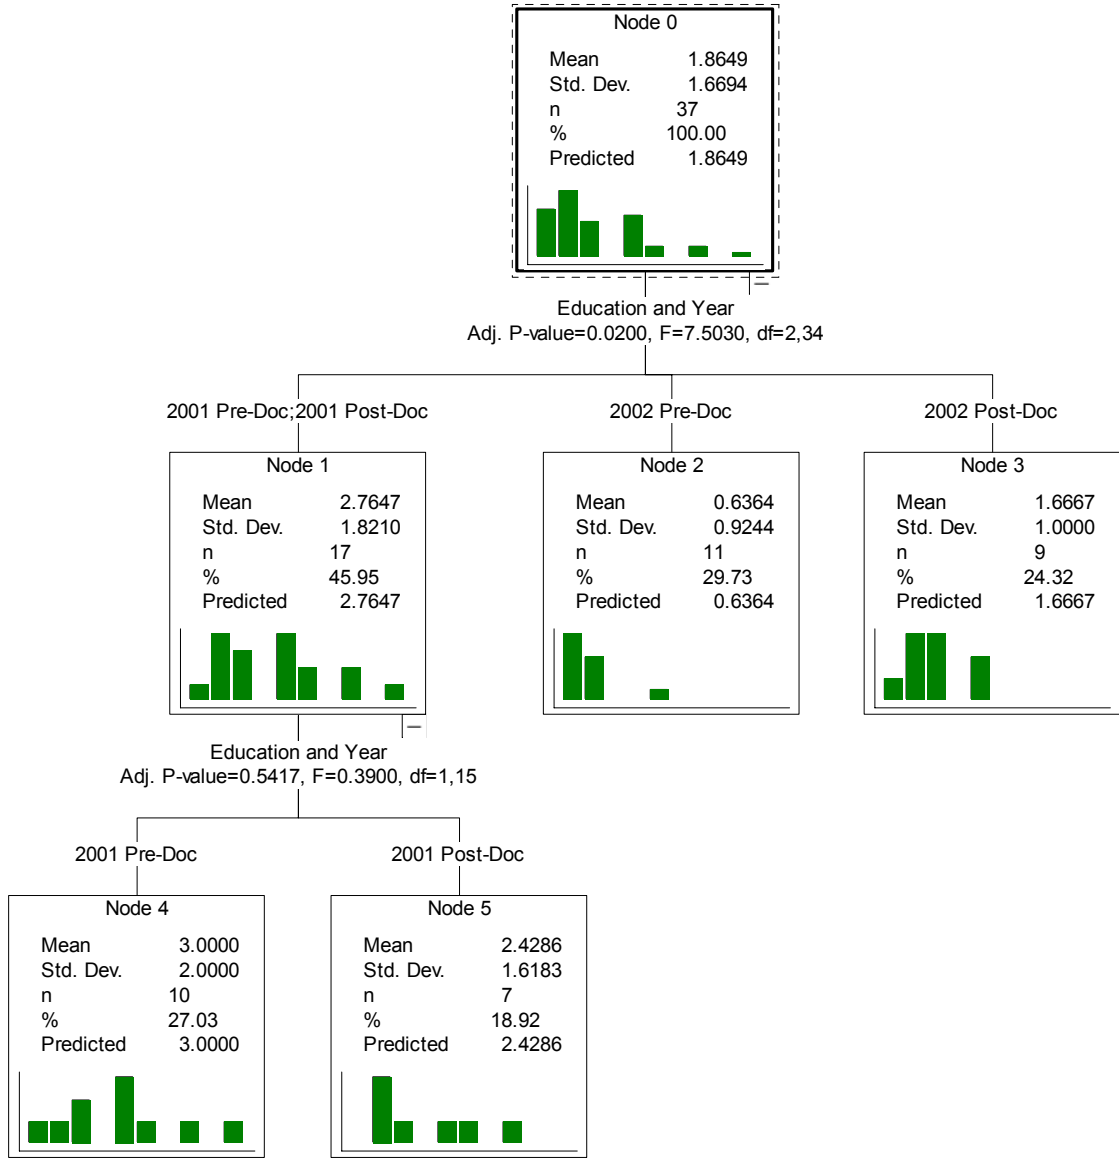 Node 0
Mean 1.8649
Std. Dev. 1.6694
n 37
% 100.00
Predicted 1.8649
Education and Year
Adj. P-value=0.0200, F=7.5030, df=2,34
2001 Pre-Doc;2001 Post-Doc
Node 1
Mean 2.7647
Std. Dev. 1.8210
n 17
% 45.95
Predicted 2.7647
2002 Pre-Doc
Node 2
Mean 0.6364
Std. Dev. 0.9244
n 11
% 29.73
Predicted 0.6364
2002 Post-Doc
Node 3
Mean 1.6667
Std. Dev. 1.0000
n 9
% 24.32
Predicted 1.6667
Education and Year
Adj. P-value=0.5417, F=0.3900, df=1,15
2001 Pre-Doc
Node 4
Mean 3.0000
Std. Dev. 2.0000
n 10
% 27.03
Predicted 3.0000
2001 Post-Doc
Node 5
Mean 2.4286
Std. Dev. 1.6183
n 7
% 18.92
Predicted 2.4286